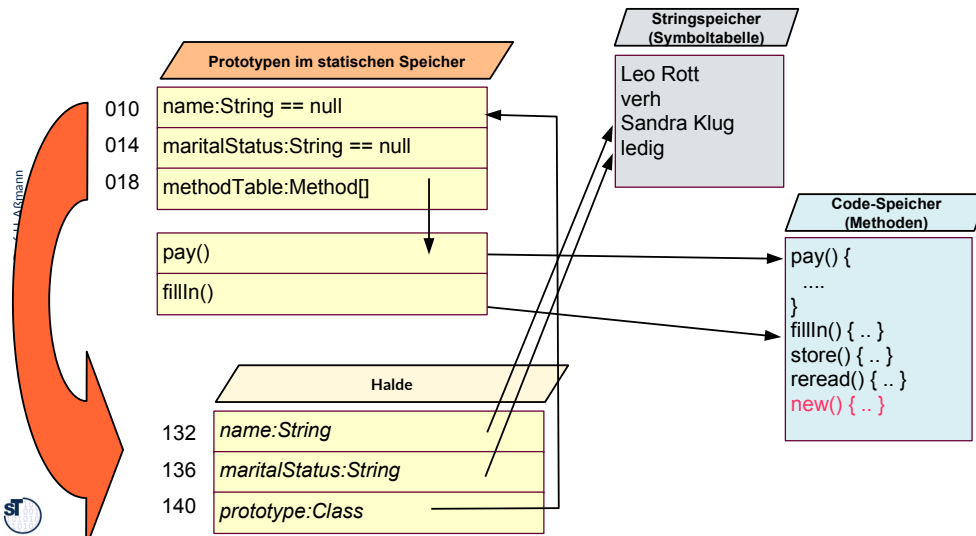 Stringspeicher
(Symboltabelle)
Leo Rott
verh
Sandra Klug
ledig
Prototypen im statischen Speicher
010 name:String == null
014 maritalStatus:String == null
018 methodTable:Method[]
pay()
fillIn()
Code-Speicher
(Methoden)
pay() {
....
}
fillIn() { .. }
store() { .. }
reread() { .. }
new() { .. }
Halde
132 name:String
136 maritalStatus:String
140 prototype:Class
Aßmann
ST